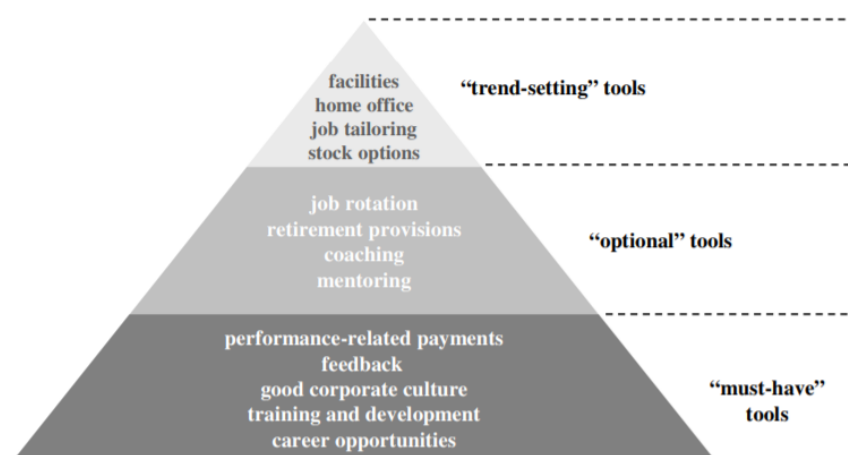 facilities
home office
job tailoring
stock options
“trend-setting” tools
job rotation
retirement provisions
coaching
mentoring
“optional” tools
performance-related payments
feedback
good corporate culture
training and development
career opportunities
“must-have”
tools